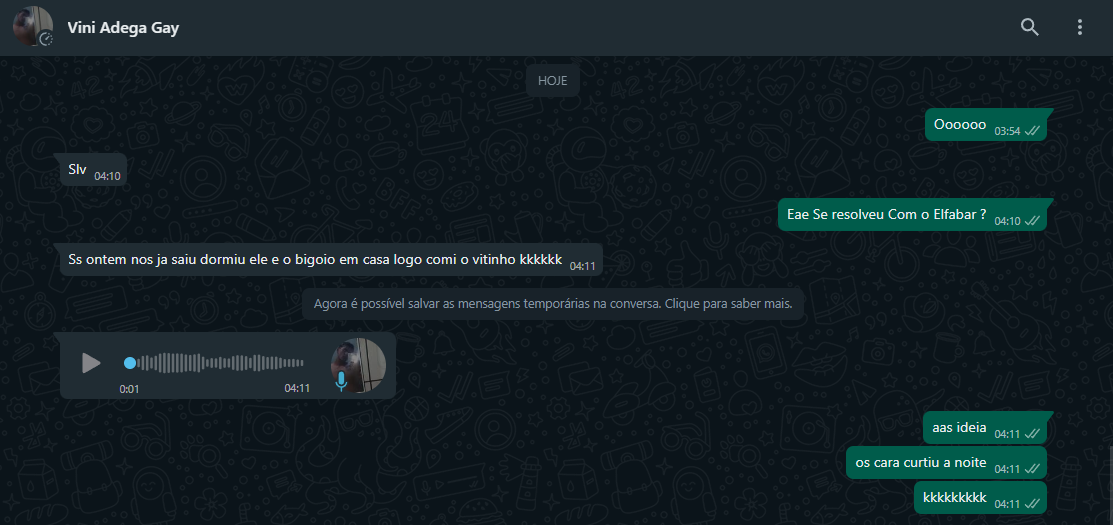 Vini Adega Gay
HOJE
Oooooo 03:54
Slv 04:10
Eae Se resolveu Com o Elfabar ? 04:10
Ss ontem nos ja saiu dormiu ele e o bigoio em casa logo comi o vitinho kkkkkk 04:11
Agora é possível salvar as mensagens temporárias na conversa. Clique para saber mais.
0:01 04:11
aas ideia 04:11
os cara curtiu a noite 04:11
kkkkkkkkk 04:11